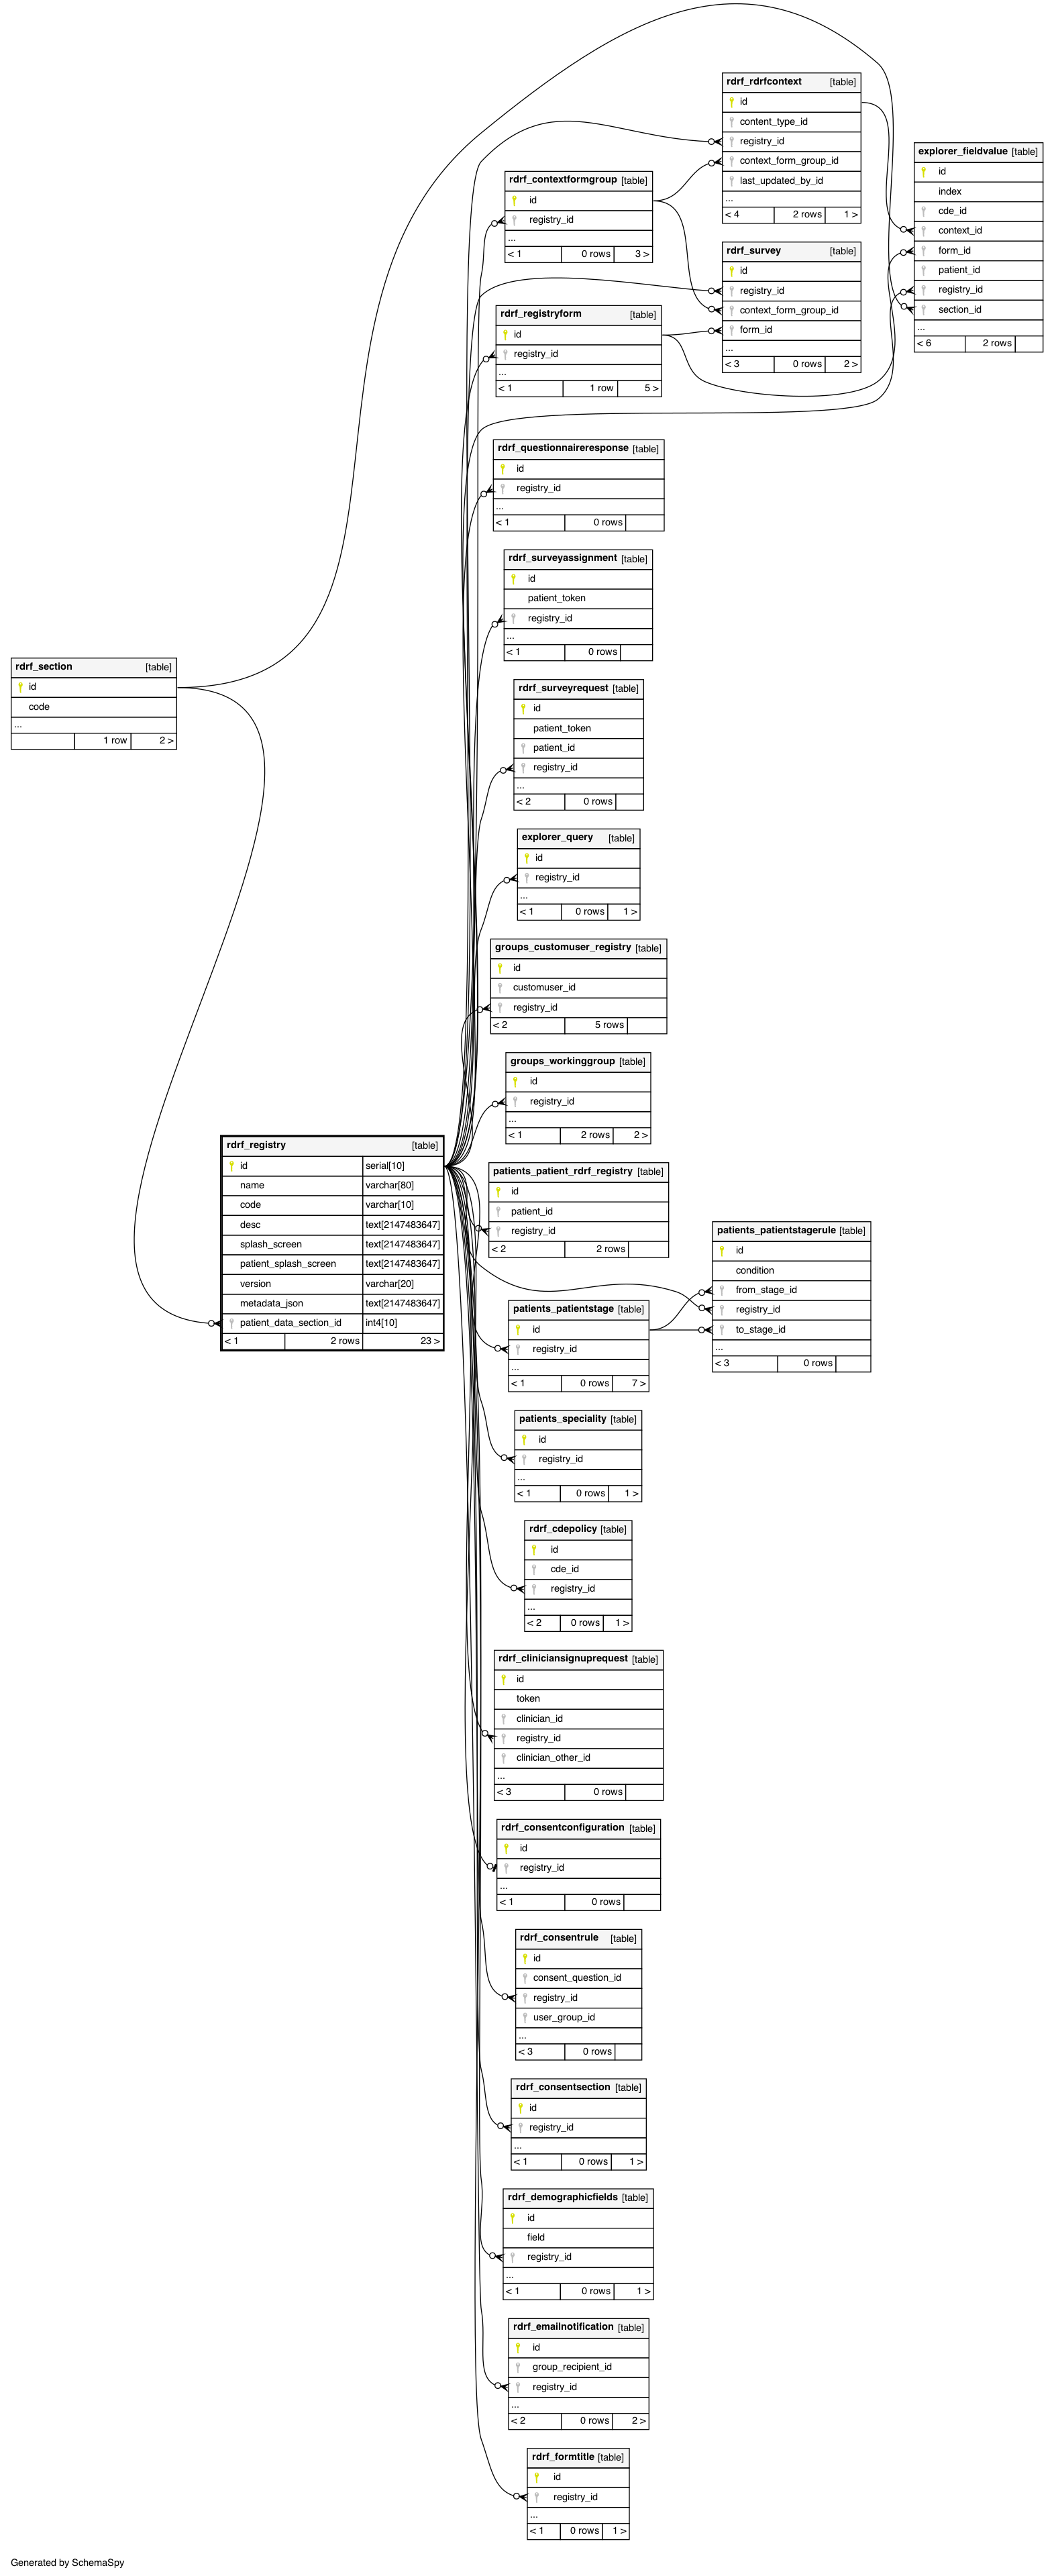 rdrf_rdrfcontext [table]
id
content_type_id
registry_id
context_form_group_id
last_updated_by_id
...
< 4 2 rows 1 >
explorer_fieldvalue [table]
id
index
cde_id
context_id
form_id
patient_id
registry_id
section_id
...
< 6 2 rows
rdrf_contextformgroup [table]
id
registry_id
...
< 1 0 rows 3 >
rdrf_survey [table]
id
registry_id
context_form_group_id
form_id
...
< 3 0 rows 2 >
rdrf_registryform [table]
id
registry_id
...
< 1 1 row 5 >
rdrf_questionnaireresponse [table]
id
registry_id
...
< 1 0 rows
rdrf_surveyassignment [table]
id
patient_token
registry_id
...
< 1 0 rows
rdrf_section [table]
id
code
...
1 row 2 >
rdrf_surveyrequest [table]
id
patient_token
patient_id
registry_id
...
< 2 0 rows
explorer_query [table]
id
registry_id
...
< 1 0 rows 1 >
groups_customuser_registry [table]
id
customuser_id
registry_id
< 2 5 rows
groups_workinggroup [table]
id
registry_id
...
< 1 2 rows 2 >
rdrf_registry [table]
id serial[10]
name varchar[80]
code varchar[10]
desc text[2147483647]
splash_screen text[2147483647]
patient_splash_screen text[2147483647]
version varchar[20]
metadata_json text[2147483647]
patient_data_section_id int4[10]
< 1 2 rows 23 >
patients_patient_rdrf_registry [table]
id
patient_id
registry_id
< 2 2 rows
patients_patientstagerule [table]
id
condition
from_stage_id
registry_id
to_stage_id
...
< 3 0 rows
patients_patientstage [table]
id
registry_id
...
< 1 0 rows 7 >
patients_speciality [table]
id
registry_id
...
< 1 0 rows 1 >
rdrf_cdepolicy [table]
id
cde_id
registry_id
...
< 2 0 rows 1 >
rdrf_cliniciansignuprequest [table]
id
token
clinician_id
registry_id
clinician_other_id
...
< 3 0 rows
rdrf_consentconfiguration [table]
id
registry_id
...
< 1 0 rows
rdrf_consentrule [table]
id
consent_question_id
registry_id
user_group_id
...
< 3 0 rows
rdrf_consentsection [table]
id
registry_id
...
< 1 0 rows 1 >
rdrf_demographicfields [table]
id
field
registry_id
...
< 1 0 rows 1 >
rdrf_emailnotification [table]
id
group_recipient_id
registry_id
...
< 2 0 rows 2 >
rdrf_formtitle [table]
id
registry_id
...
< 1 0 rows 1 >
Generated by SchemaSpy